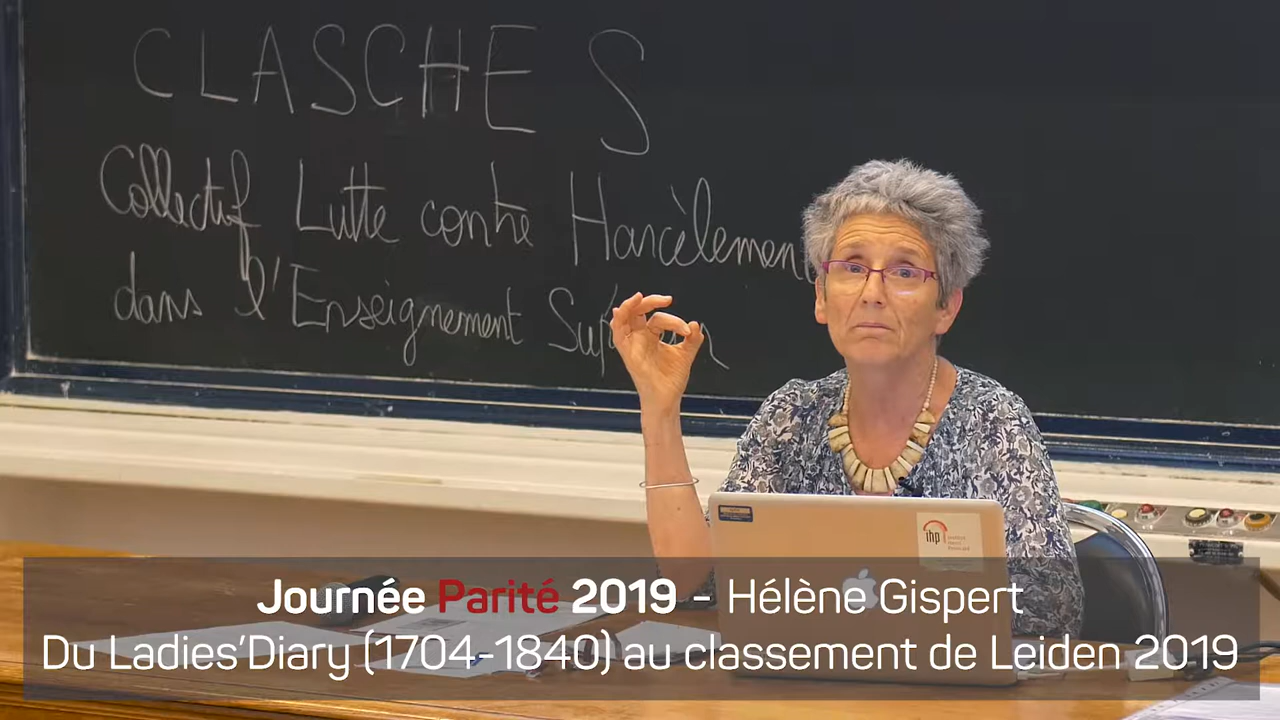 CLASCHES
Collectif Lutte contre Harcèlement
dans l'Enseignement
ihp
Journée Parité 2019 - Hélène Gispert
Du Ladies'Diary (1704-1840) au classement de Leiden 2019